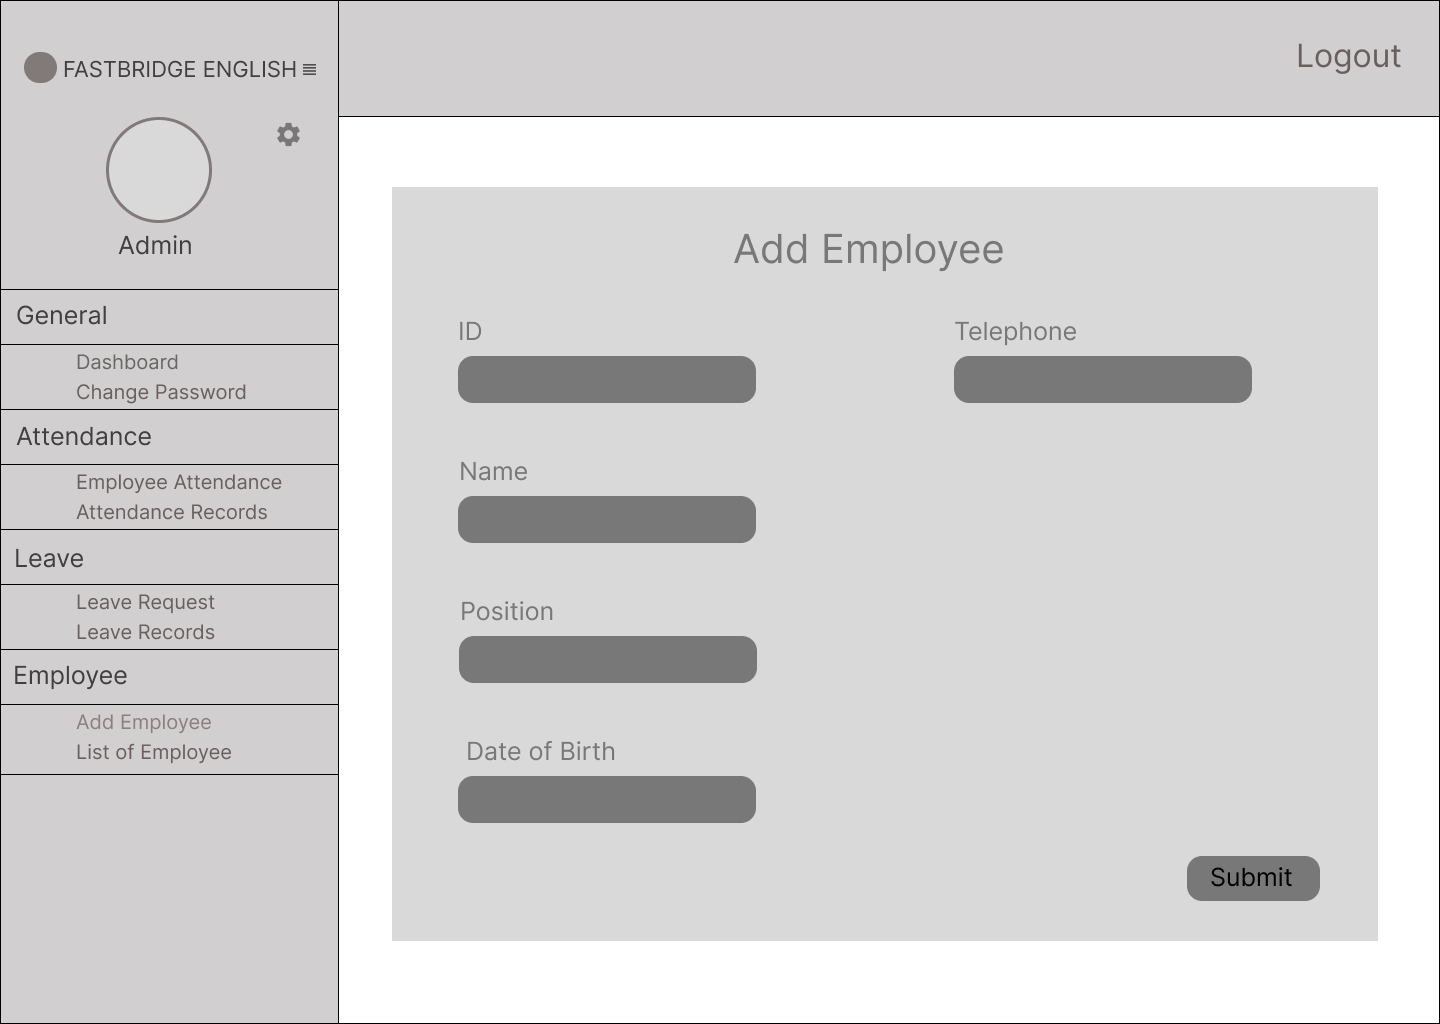 FASTBRIDGE ENGLISH
Admin
General
Dashboard
Change Password
Attendance
Employee Attendance
Attendance Records
Leave
Leave Request
Leave Records
Employee
Add Employee
List of Employee
Logout
Add Employee
ID
Telephone
Name
Position
Date of Birth
Submit